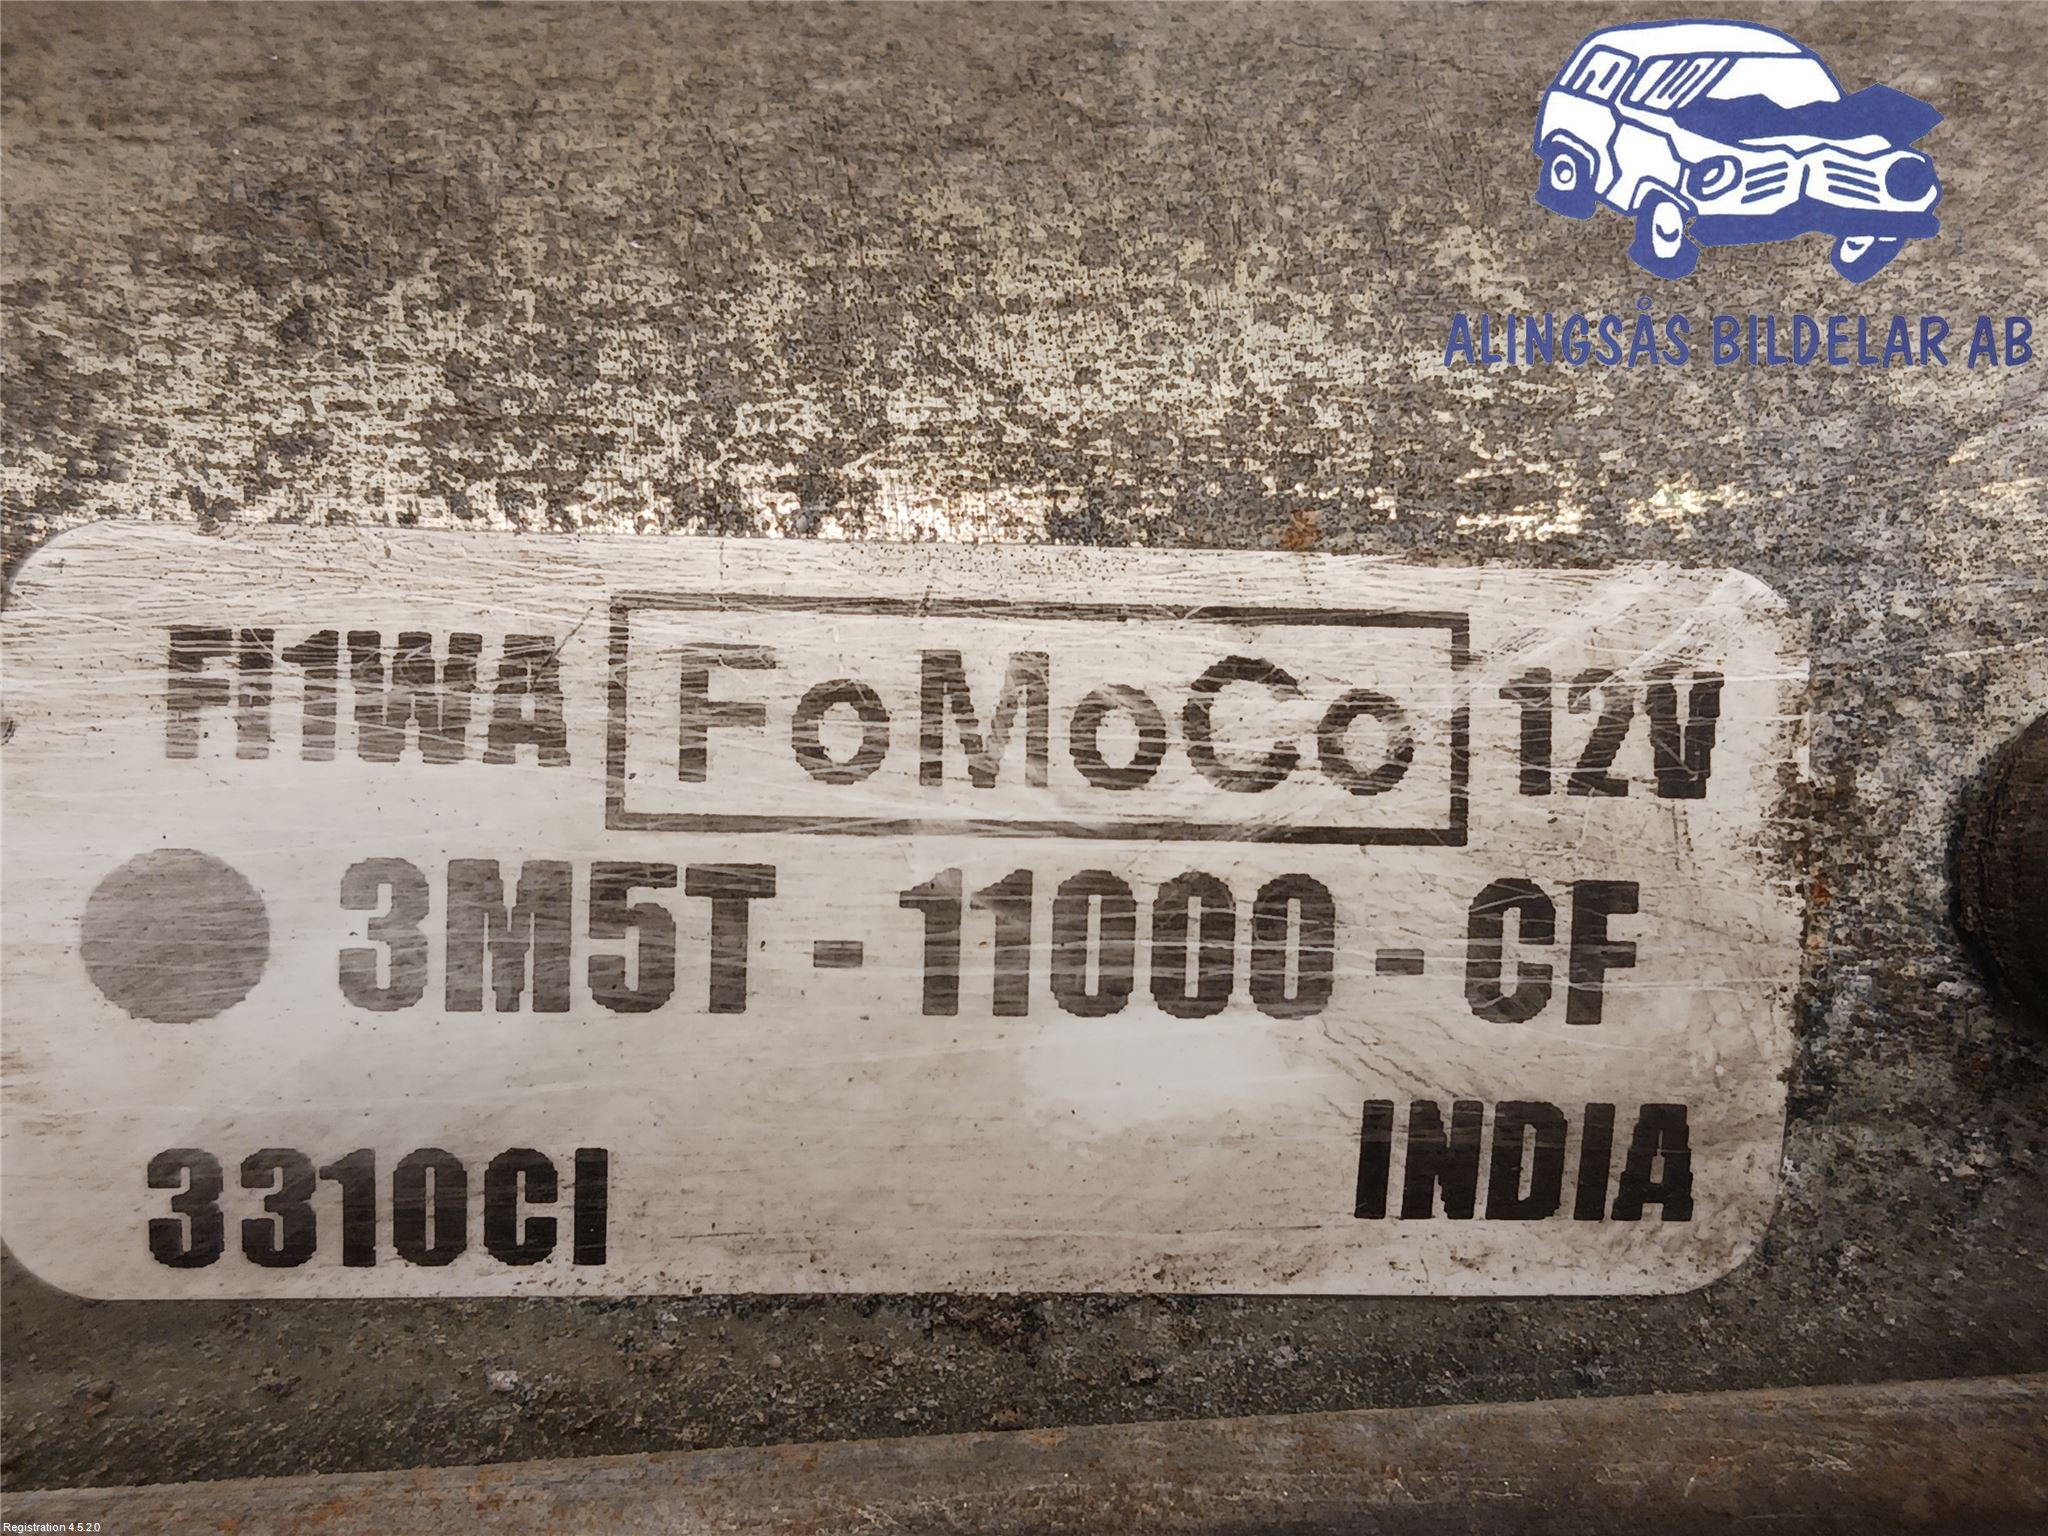 ALINGSÅS BILDELAR AB
FI1WA FoMoCo 12V
3M5T - 11000 - CF
3310CI INDIA
Registration 4.5.2.0